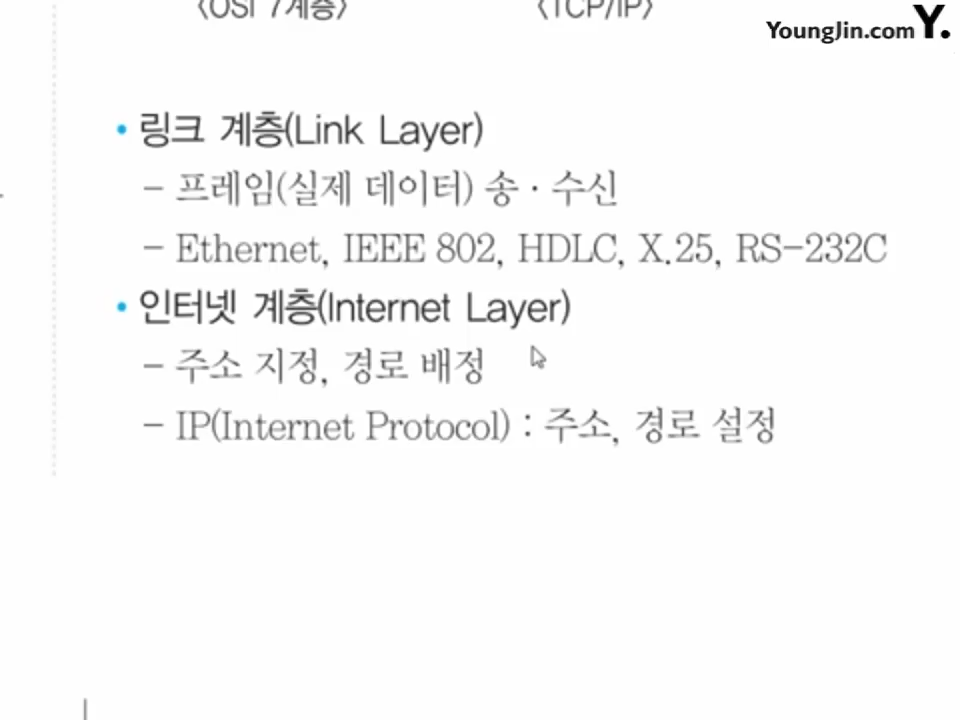 <OSI 7계층> <TCP/IP>
YoungJin.com Y.
• 링크 계층(Link Layer)
– 프레임(실제 데이터) 송·수신
– Ethernet, IEEE 802, HDLC, X.25, RS-232C
• 인터넷 계층(Internet Layer)
– 주소 지정, 경로 배정
– IP(Internet Protocol) : 주소, 경로 설정